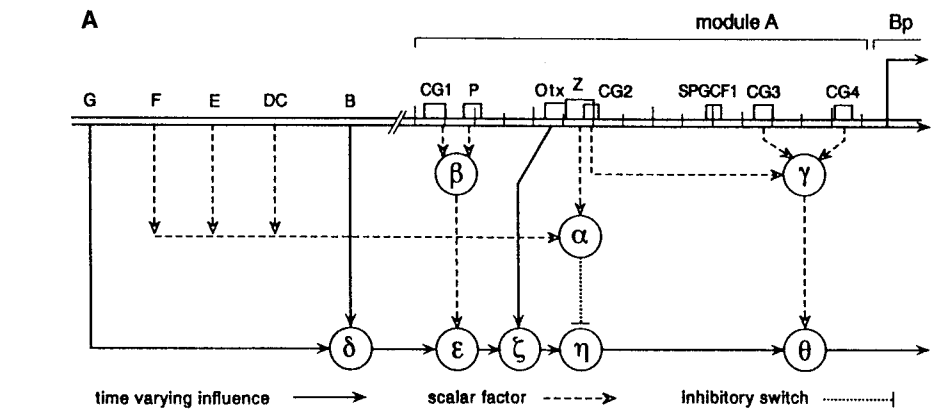 A
module A Bp
G F E DC B CG1 P Otx Z CG2 SPGCF1 CG3 CG4
β γ
α
δ ε ζ η θ
time varying influence scalar factor inhibitory switch